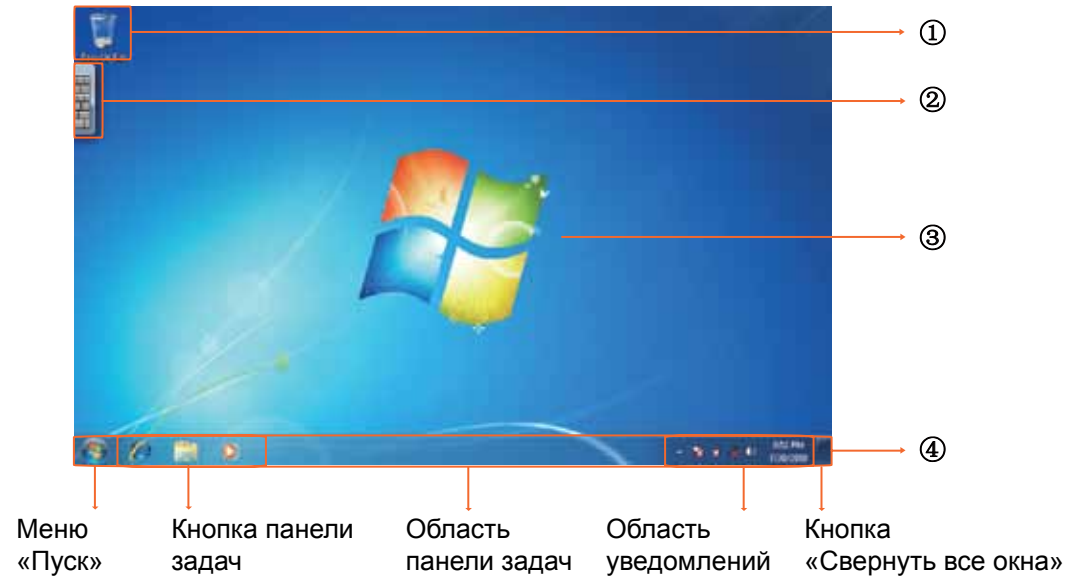 ①
②
③
④
Меню
«Пуск»
Кнопка панели
задач
Область
панели задач
Область
уведомлений
Кнопка
«Свернуть все окна»